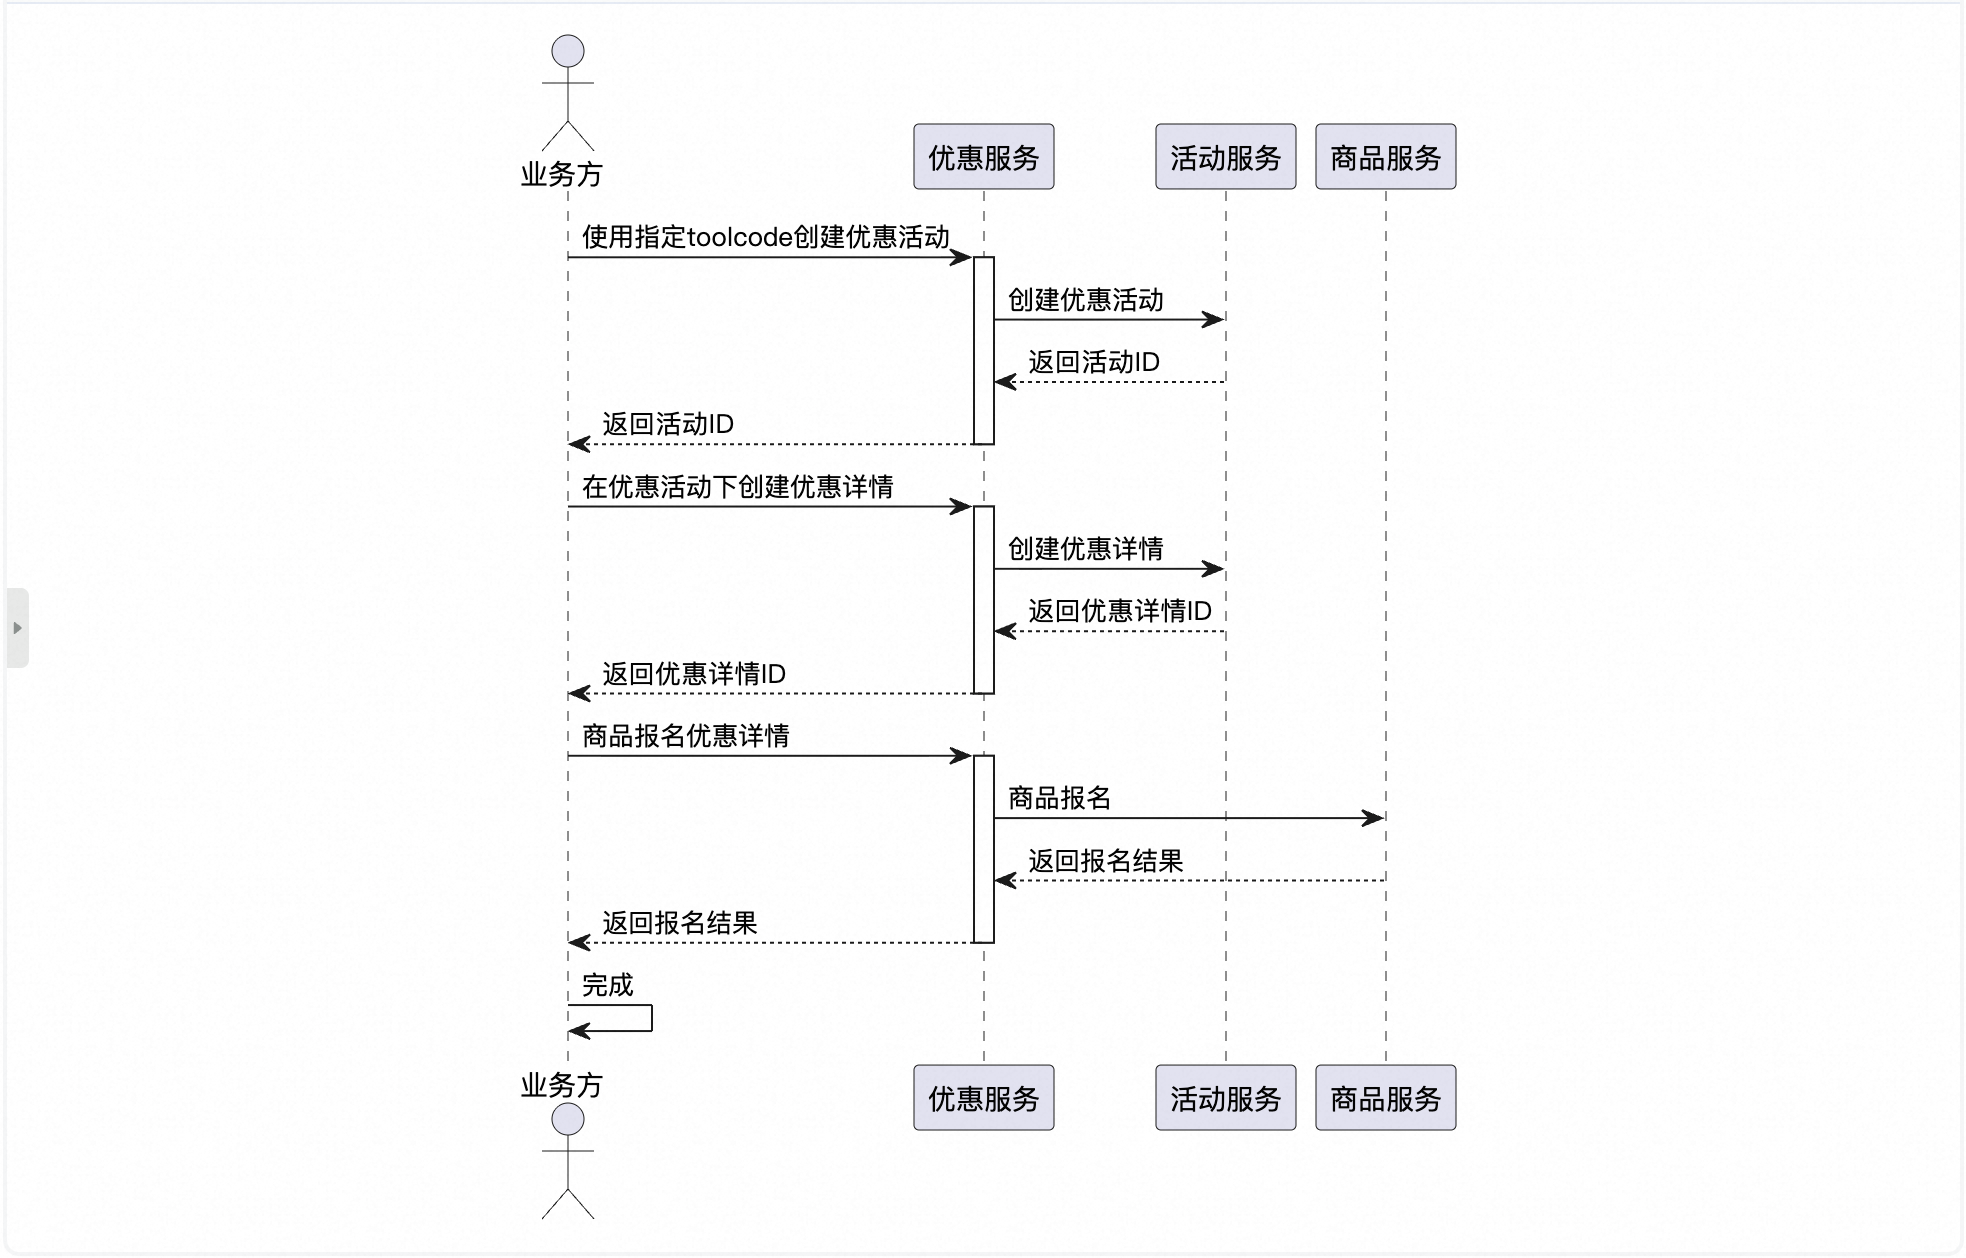 业务方
优惠服务
活动服务
商品服务
使用指定toolcode创建优惠活动
创建优惠活动
返回活动ID
返回活动ID
在优惠活动下创建优惠详情
创建优惠详情
返回优惠详情ID
返回优惠详情ID
商品报名优惠详情
商品报名
返回报名结果
返回报名结果
完成
业务方
优惠服务
活动服务
商品服务